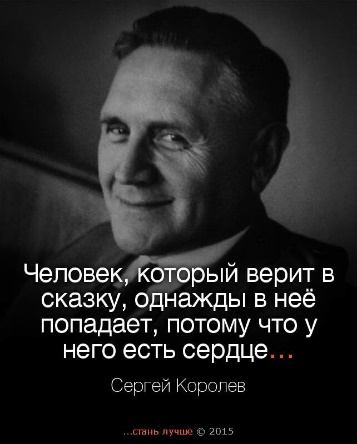 Человек, который верит в
сказку, однажды в неё
попадает, потому что у
него есть сердце...
Сергей Королев
...стань лучше © 2015